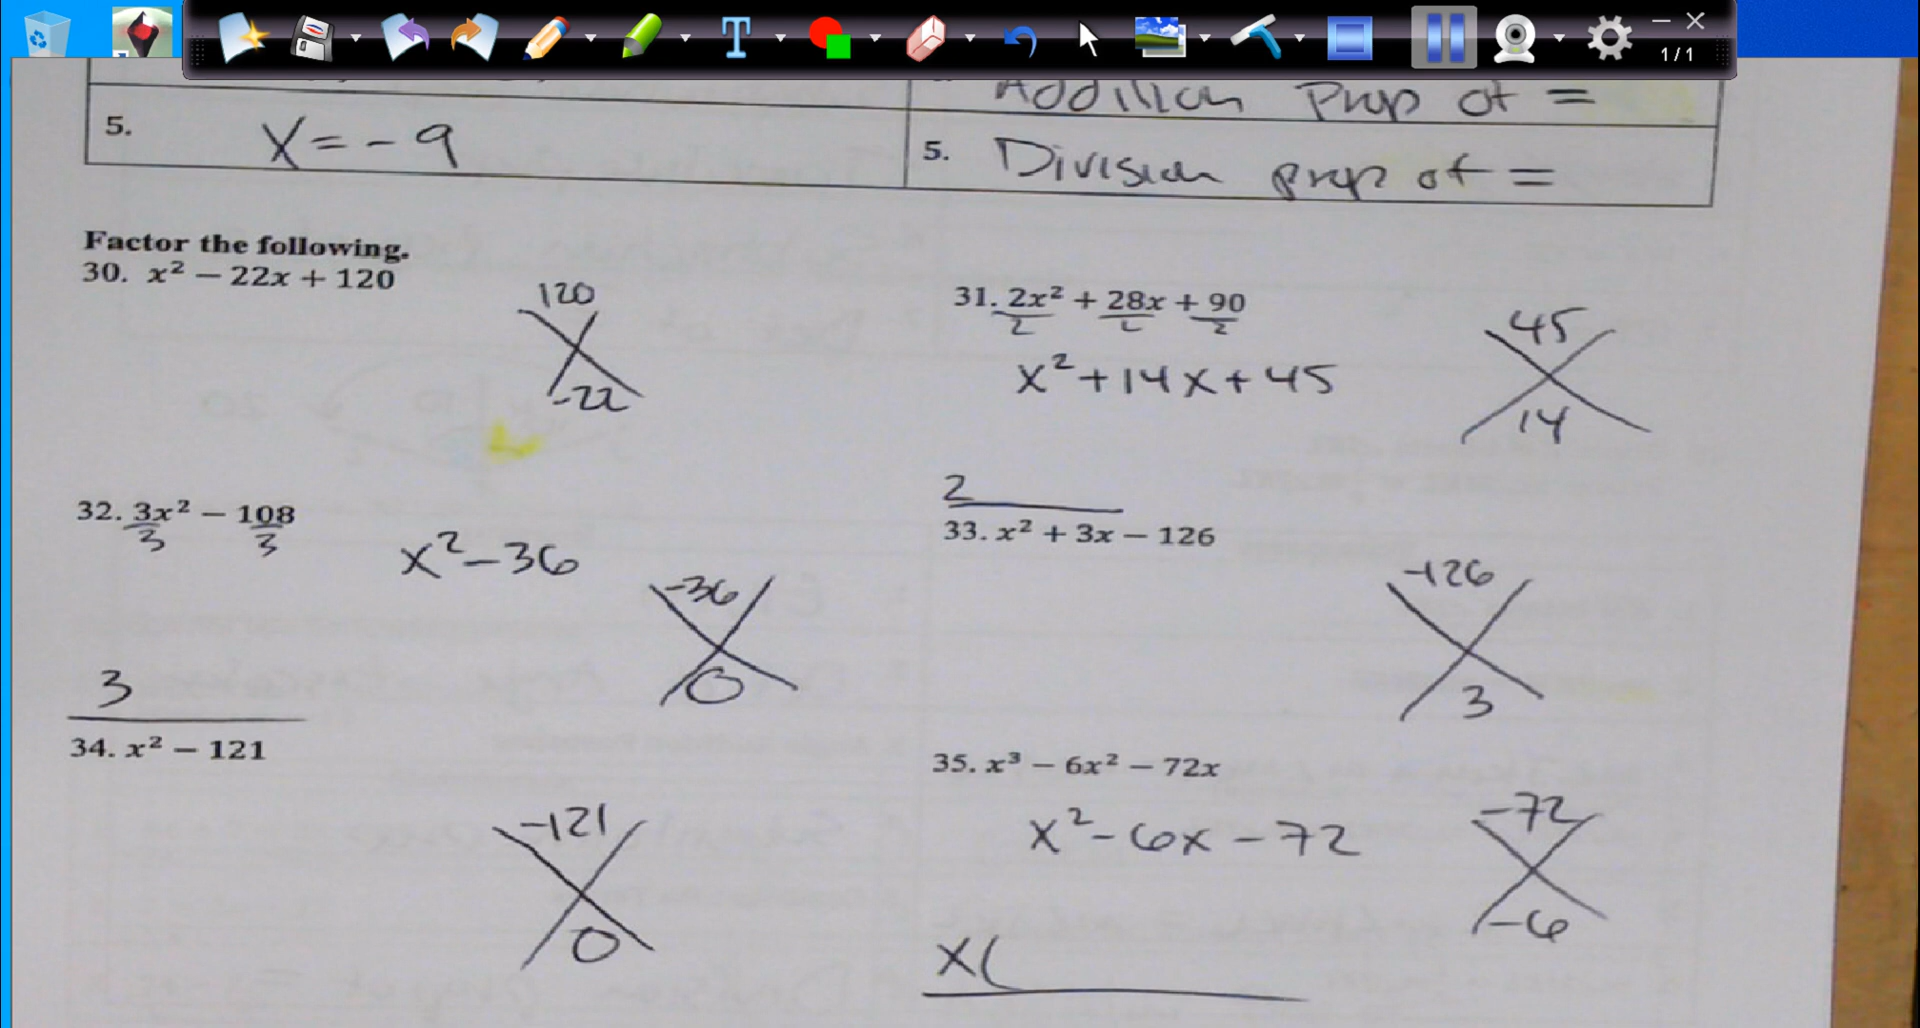 1/1
Addition Prop of =
5. X = -9
5. Division prop of =
Factor the following.
30. x² − 22x + 120
120
-22
31. 2x² + 28x + 90
2 2 2
x² + 14x + 45
45
14
32. 3x² − 108
3 3
x² - 36
-36
0
3
2
33. x² + 3x − 126
-126
3
34. x² − 121
-121
0
35. x³ − 6x² − 72x
x² - 6x - 72
-72
-6
x(